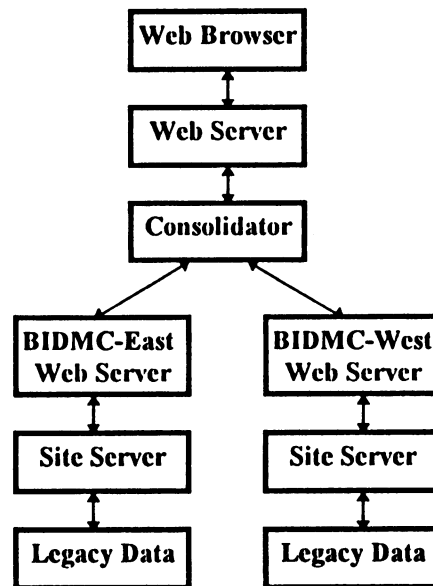 Web Browser
Web Server
Consolidator
BIDMC-East
Web Server
BIDMC-West
Web Server
Site Server
Site Server
Legacy Data
Legacy Data